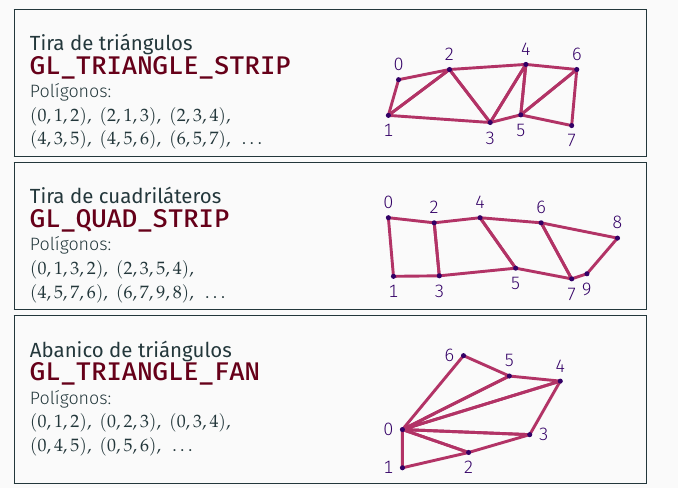 Tira de triángulos
GL_TRIANGLE_STRIP
Polígonos:
(0,1,2), (2,1,3), (2,3,4),
(4,3,5), (4,5,6), (6,5,7), ...
0
2
4
6
1
3
5
7
Tira de cuadriláteros
GL_QUAD_STRIP
Polígonos:
(0,1,3,2), (2,3,5,4),
(4,5,7,6), (6,7,9,8), ...
0
2
4
6
8
1
3
5
7
9
Abanico de triángulos
GL_TRIANGLE_FAN
Polígonos:
(0,1,2), (0,2,3), (0,3,4),
(0,4,5), (0,5,6), ...
6
5
4
0
3
1
2